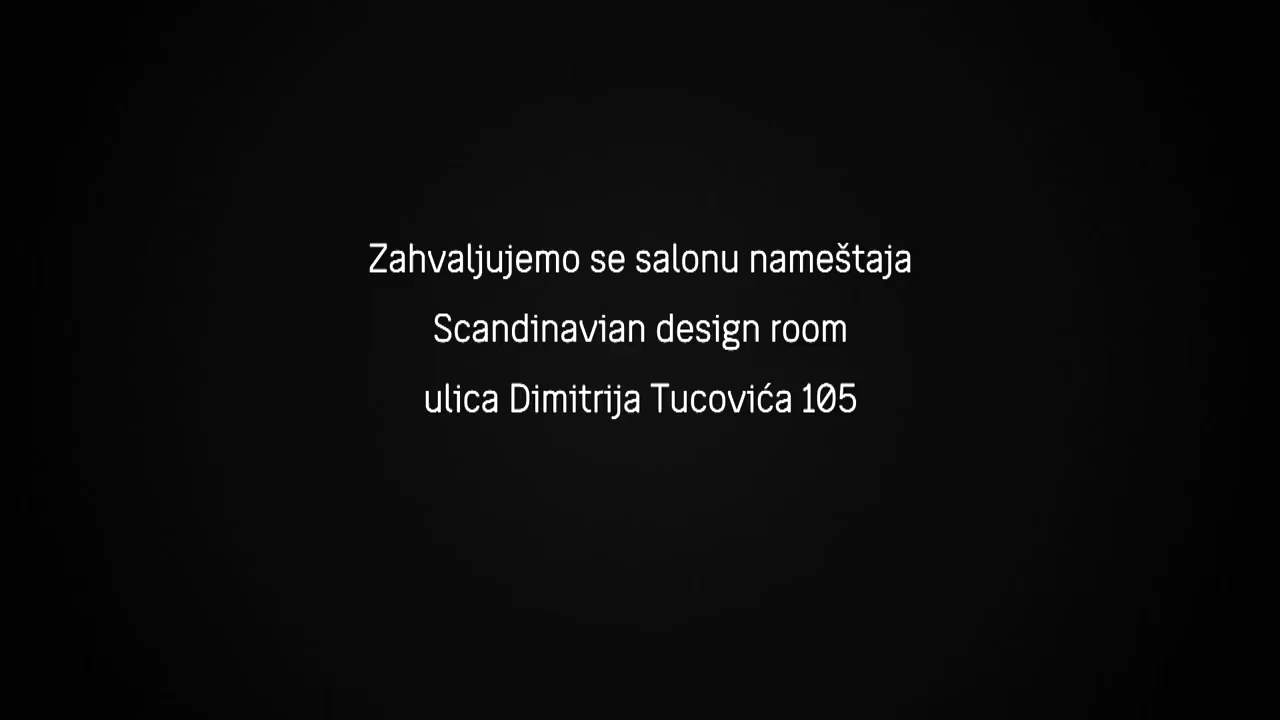 Zahvaljujemo se salonu nameštaja
Scandinavian design room
ulica Dimitrija Tucovića 105